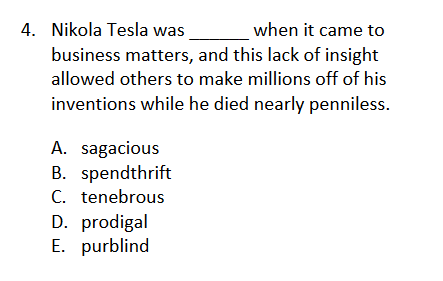 4. Nikola Tesla was ______ when it came to
business matters, and this lack of insight
allowed others to make millions off of his
inventions while he died nearly penniless.
A. sagacious
B. spendthrift
C. tenebrous
D. prodigal
E. purblind